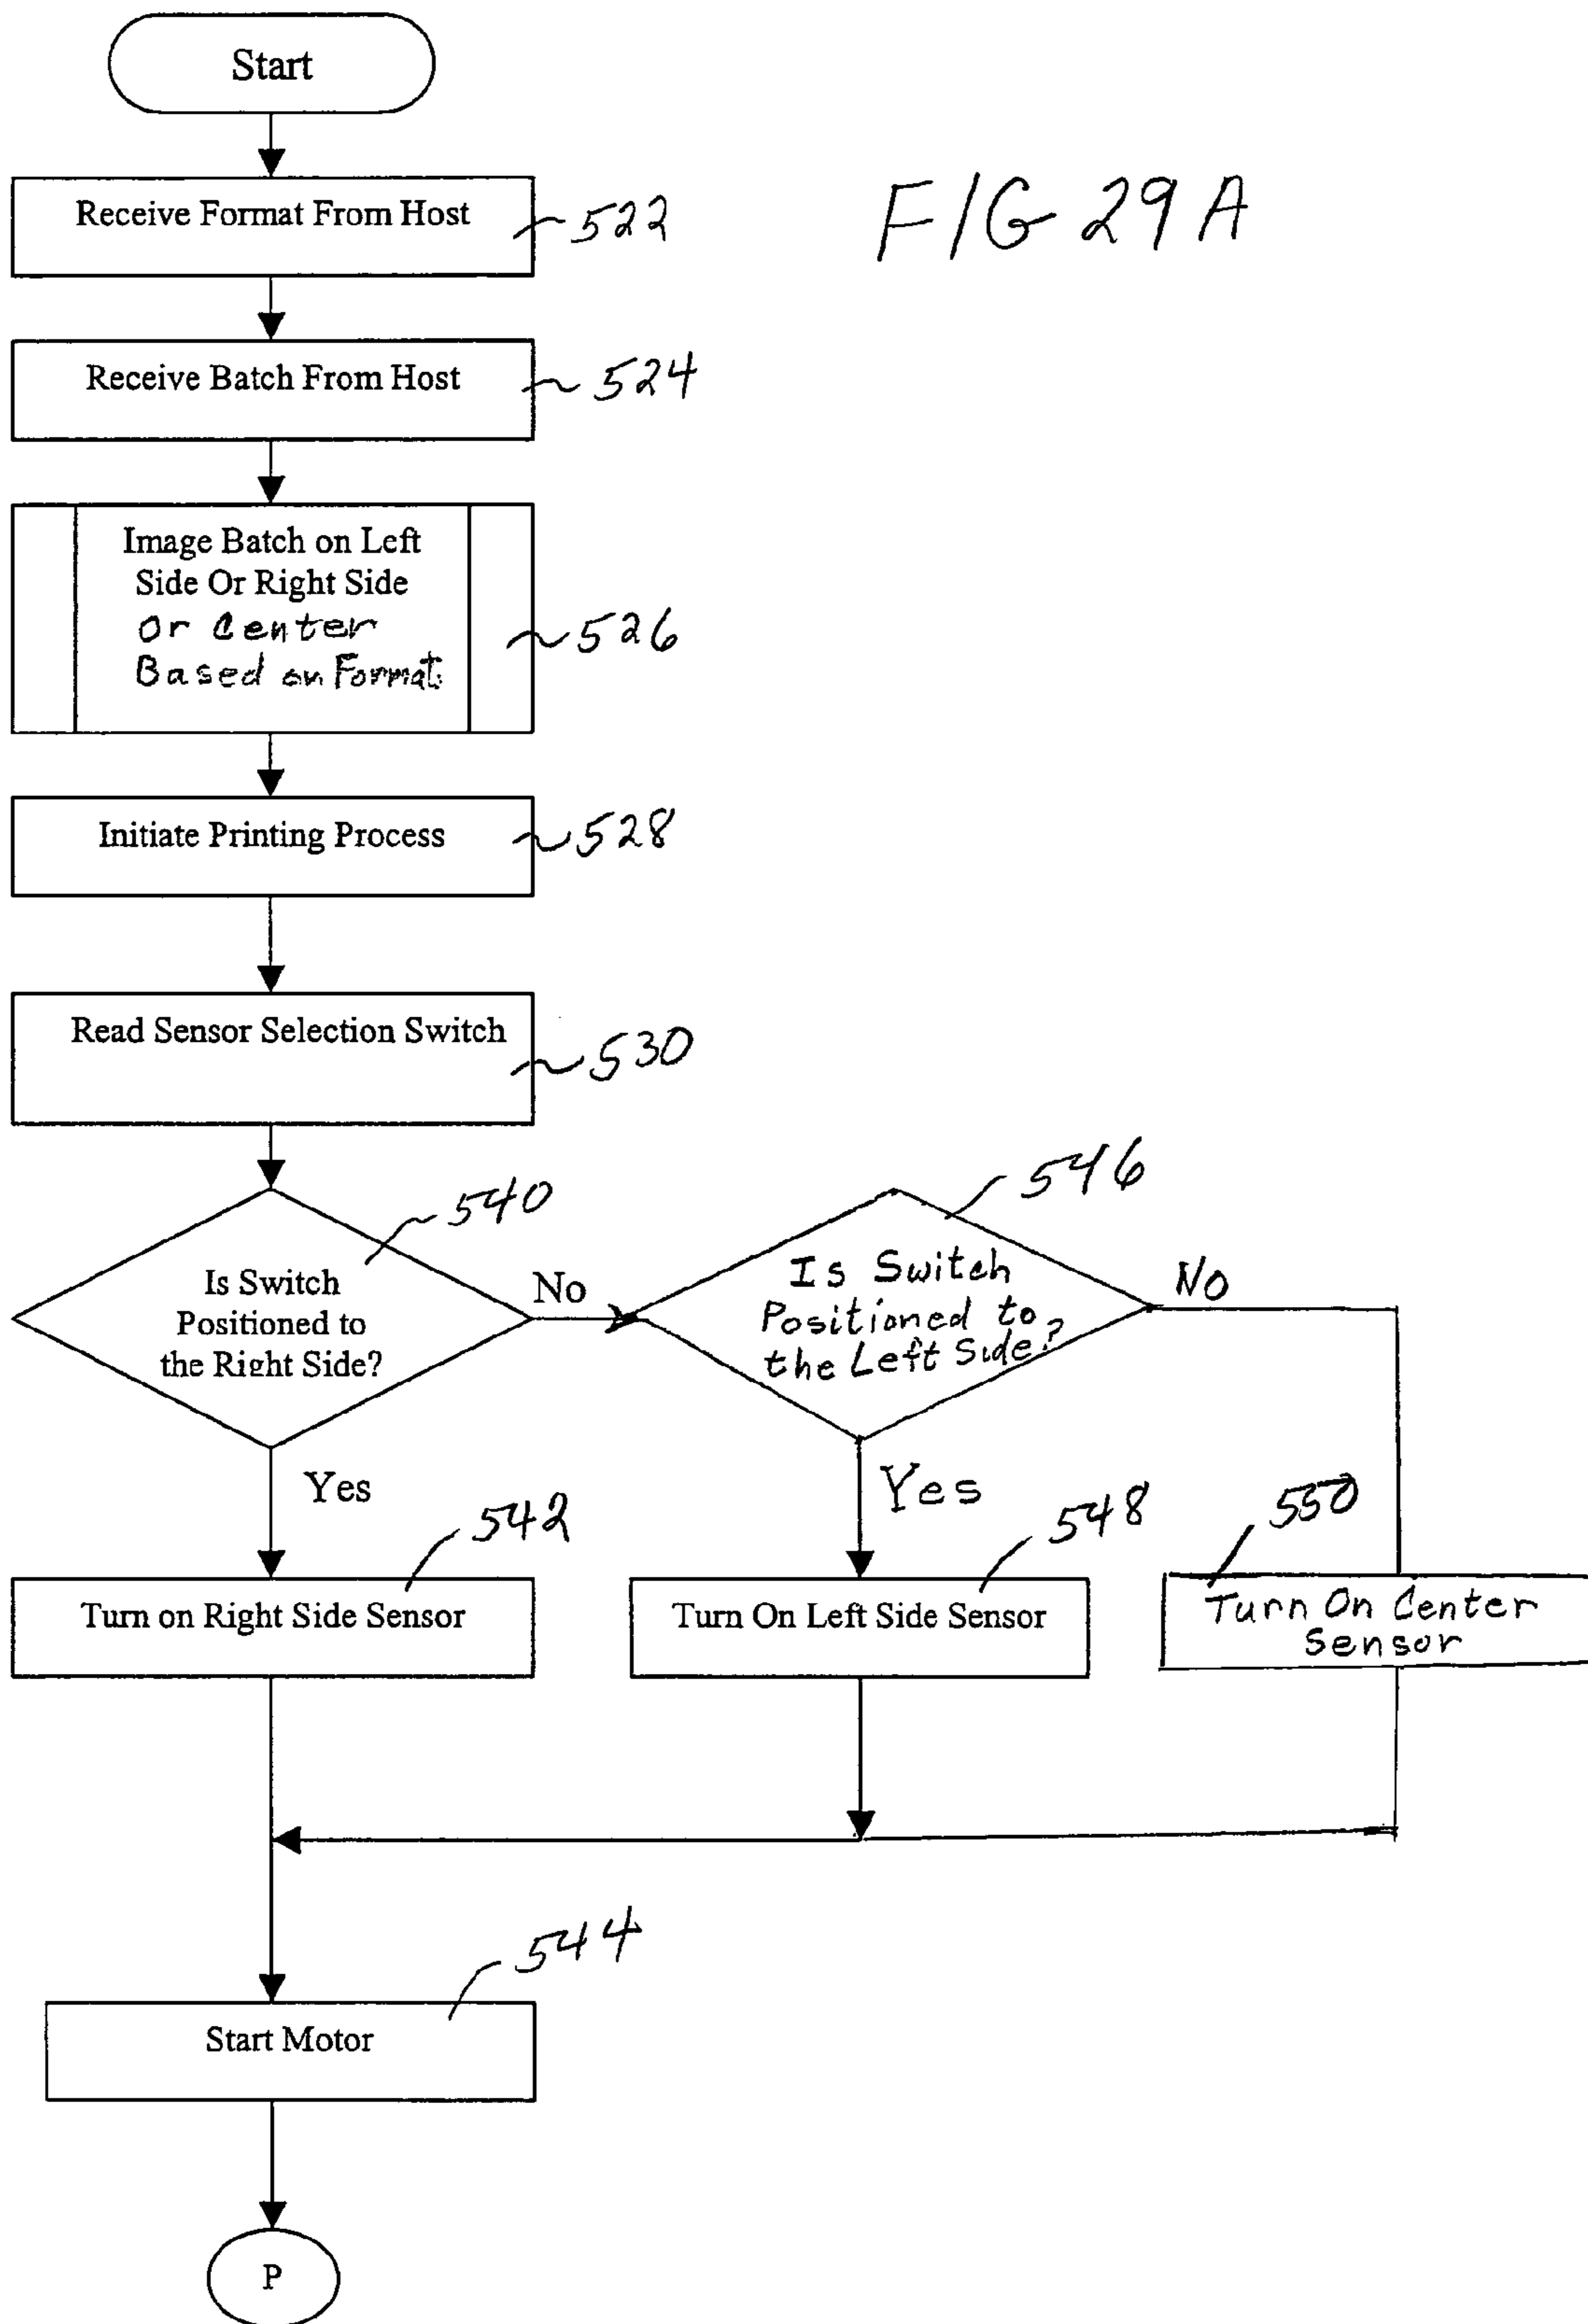 Start
FIG 29A
Receive Format From Host
522
Receive Batch From Host
524
Image Batch on Left
Side Or Right Side
Or Center
Based on Format
526
Initiate Printing Process
528
Read Sensor Selection Switch
530
540
Is Switch
Positioned to
the Right Side?
No
546
Is Switch
Positioned to
the Left Side?
No
Yes
Yes
542
Turn on Right Side Sensor
548
Turn On Left Side Sensor
550
Turn On Center
Sensor
544
Start Motor
P